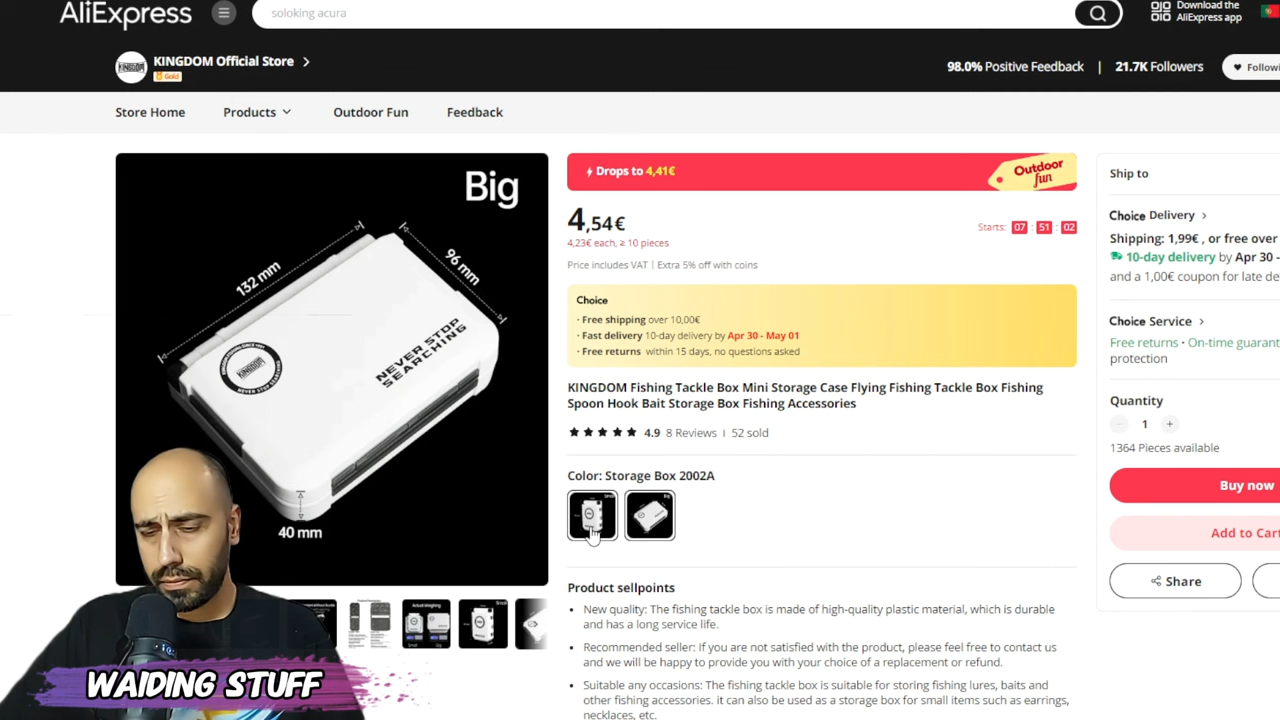 AliExpress
soloking acura
Download the
AliExpress app
KINGDOM Official Store
Gold
98.0% Positive Feedback | 21.7K Followers
Store Home
Products
Outdoor Fun
Feedback
Big
132 mm
96 mm
KINGDOM
NEVER STOP
SEARCHING
40 mm
Drops to 4,41€
Outdoor
fun
4,54€
4,23€ each, ≥ 10 pieces
Starts: 07 : 51 : 02
Price includes VAT | Extra 5% off with coins
Choice
· Free shipping over 10,00€
· Fast delivery 10-day delivery by Apr 30 - May 01
· Free returns within 15 days, no questions asked
KINGDOM Fishing Tackle Box Mini Storage Case Flying Fishing Tackle Box Fishing
Spoon Hook Bait Storage Box Fishing Accessories
4.9 8 Reviews | 52 sold
Color: Storage Box 2002A
Small
Big
Product sellpoints
• New quality: The fishing tackle box is made of high-quality plastic material, which is durable
and has a long service life.
• Recommended seller: If you are not satisfied with the product, please feel free to contact us
and we will be happy to provide you with your choice of a replacement or refund.
• Suitable any occasions: The fishing tackle box is suitable for storing fishing lures, baits and
other fishing accessories. it can also be used as a storage box for small items such as earrings,
necklaces, etc.
Ship to
Choice Delivery
Shipping: 1,99€ , or free over
10-day delivery by Apr 30 -
and a 1,00€ coupon for late de
Choice Service
Free returns · On-time guarant
protection
Quantity
1
1364 Pieces available
Buy now
Add to Cart
Share
Followi
Actual Weighing
Small
Big
Small
WAIDING STUFF